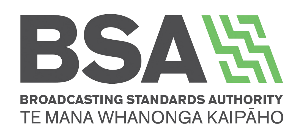 BSA
BROADCASTING STANDARDS AUTHORITY
TE MANA WHANONGA KAIPĀHO